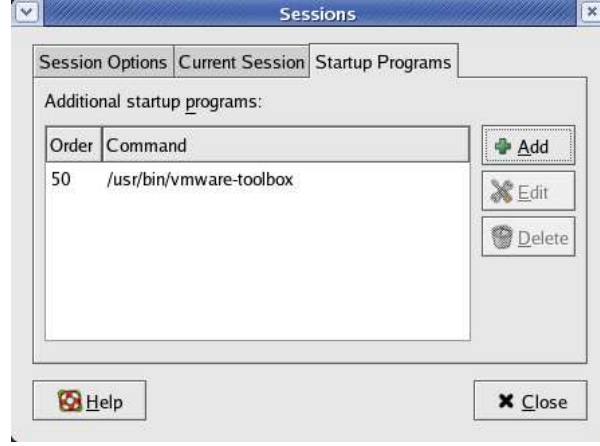 Sessions
Session Options Current Session Startup Programs
Additional startup programs:
Order Command
50 /usr/bin/vmware-toolbox
Add
Edit
Delete
Help
Close